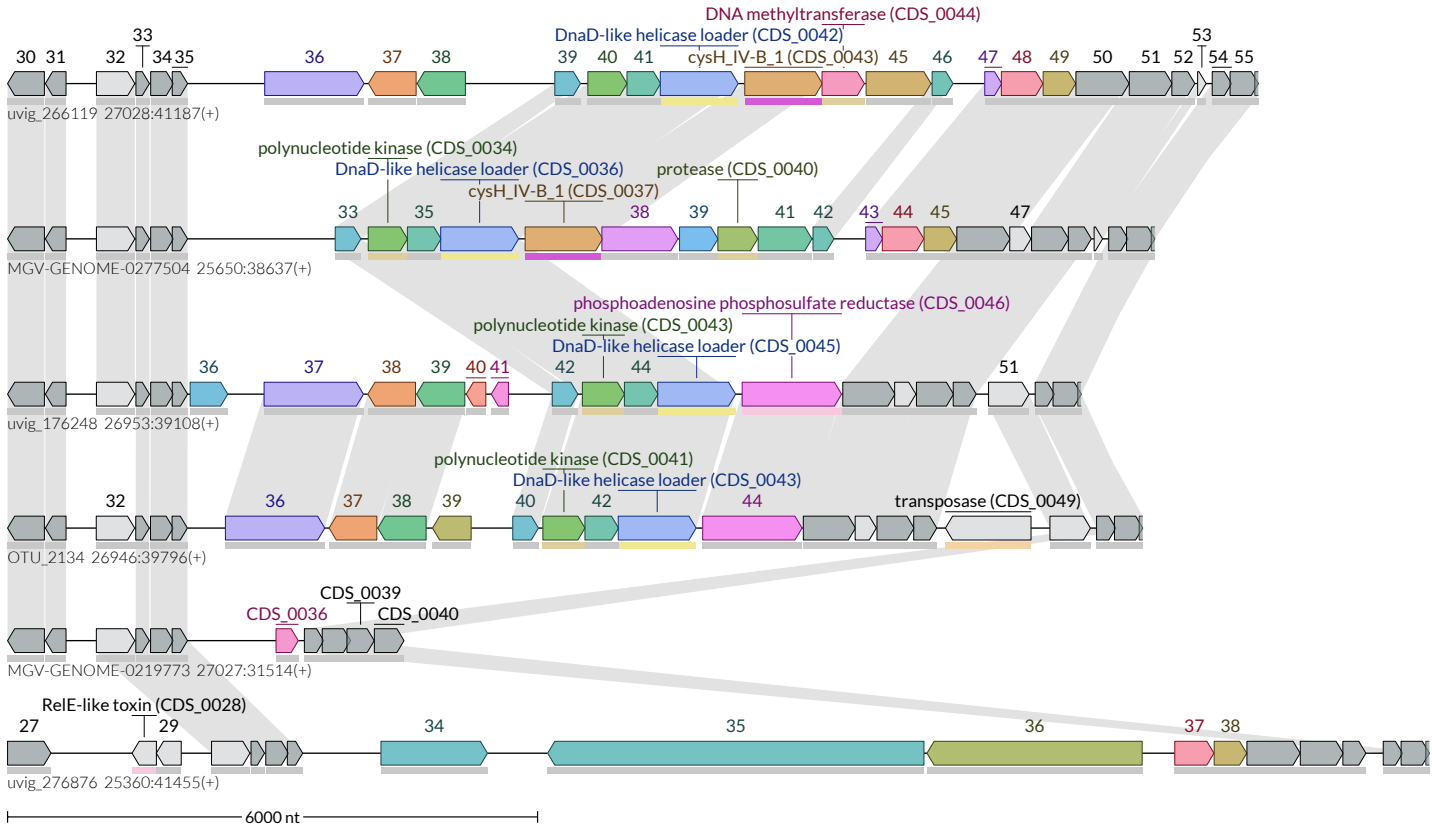 DNA methyltransferase (CDS_0044)
DnaD-like helicase loader (CDS_0042)
33 53
30 31 32 34 35 36 37 38 39 40 41 cysH_IV-B_1 (CDS_0043) 45 46 47 48 49 50 51 52 54 55
uvig_266119 27028:41187(+)
polynucleotide kinase (CDS_0034)
DnaD-like helicase loader (CDS_0036) protease (CDS_0040)
cysH_IV-B_1 (CDS_0037)
33 35 38 39 41 42 43 44 45 47
MGV-GENOME-0277504 25650:38637(+)
phosphoadenosine phosphosulfate reductase (CDS_0046)
polynucleotide kinase (CDS_0043)
DnaD-like helicase loader (CDS_0045)
36 37 38 39 40 41 42 44 51
uvig_176248 26953:39108(+)
polynucleotide kinase (CDS_0041)
DnaD-like helicase loader (CDS_0043)
32 36 37 38 39 40 42 44 transposase (CDS_0049)
OTU_2134 26946:39796(+)
CDS_0039
CDS_0036 CDS_0040
MGV-GENOME-0219773 27027:31514(+)
RelE-like toxin (CDS_0028)
27 29 34 35 36 37 38
uvig_276876 25360:41455(+)
6000 nt